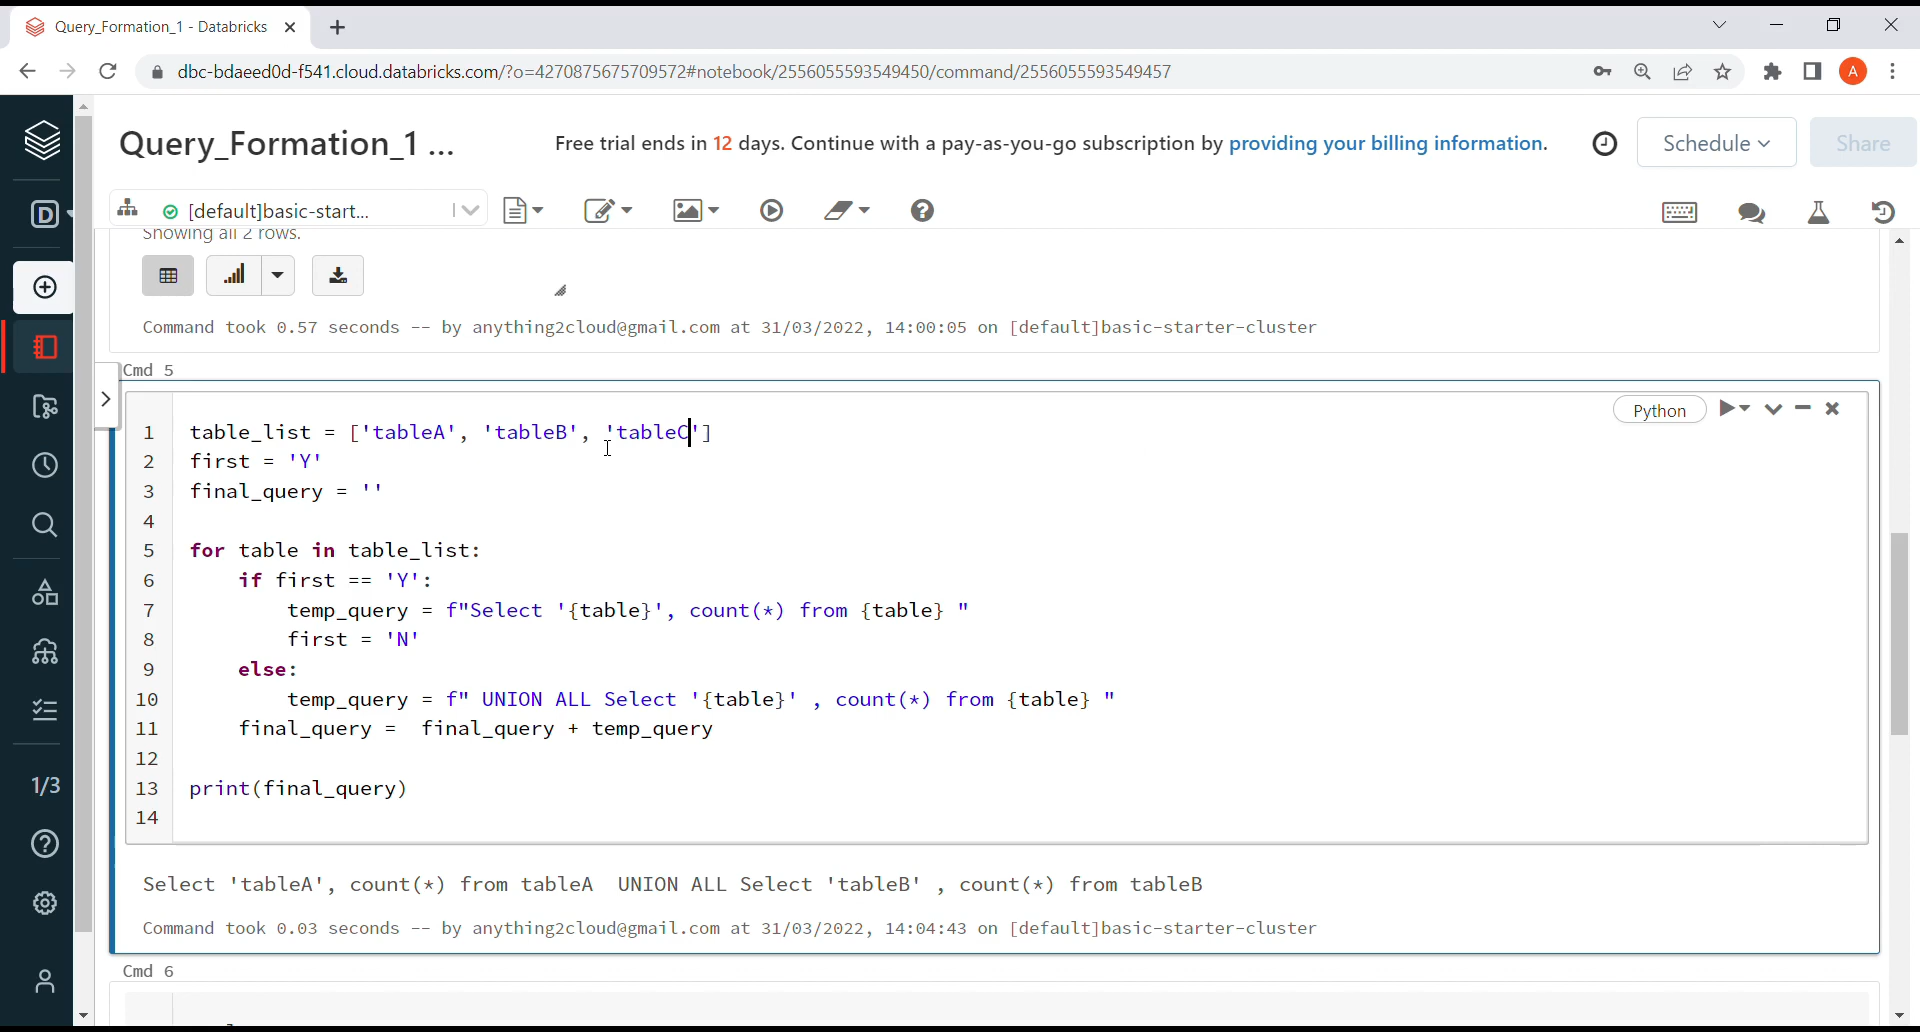 Query_Formation_1 - Databricks
dbc-bdaeed0d-f541.cloud.databricks.com/?o=4270875675709572#notebook/2556055593549450/command/2556055593549457
A
Query_Formation_1 ...
Free trial ends in 12 days. Continue with a pay-as-you-go subscription by providing your billing information.
Schedule
Share
D
[default]basic-start...
Showing all 2 rows.
Command took 0.57 seconds -- by anything2cloud@gmail.com at 31/03/2022, 14:00:05 on [default]basic-starter-cluster
Cmd 5
Python
1 table_list = ['tableA', 'tableB', 'tableC']
2 first = 'Y'
3 final_query = ''
4
5 for table in table_list:
6     if first == 'Y':
7         temp_query = f"Select '{table}', count(*) from {table} "
8         first = 'N'
9     else:
10         temp_query = f" UNION ALL Select '{table}' , count(*) from {table} "
11     final_query =  final_query + temp_query
12
13 print(final_query)
14
1/3
Select 'tableA', count(*) from tableA  UNION ALL Select 'tableB' , count(*) from tableB
Command took 0.03 seconds -- by anything2cloud@gmail.com at 31/03/2022, 14:04:43 on [default]basic-starter-cluster
Cmd 6